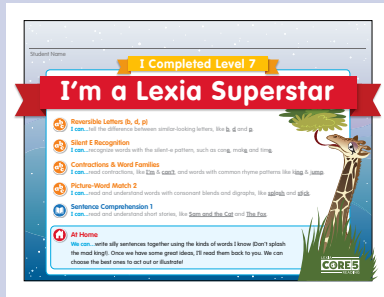 Student Name
I Completed Level 7
I'm a Lexia Superstar
Reversible Letters (b, d, p)
I can...tell the difference between similar-looking letters, like b, d and p.
Silent E Recognition
I can...recognize words with the silent-e pattern, such as cone, make and time.
Contractions & Word Families
I can...read contractions, like I'm & can't, and words with common rhyme patterns like king & jump.
Picture-Word Match 2
I can...read and understand words with consonant blends and digraphs, like splash and stick.
Sentence Comprehension 1
I can...read and understand short stories, like Sam and the Cat and The Fox.
At Home
We can...write silly sentences together using the kinds of words I know (Don't splash
the mad king!). Once we have some great ideas, I'll read them back to you. We can
choose the best ones to act out or illustrate!
CORE5
READING